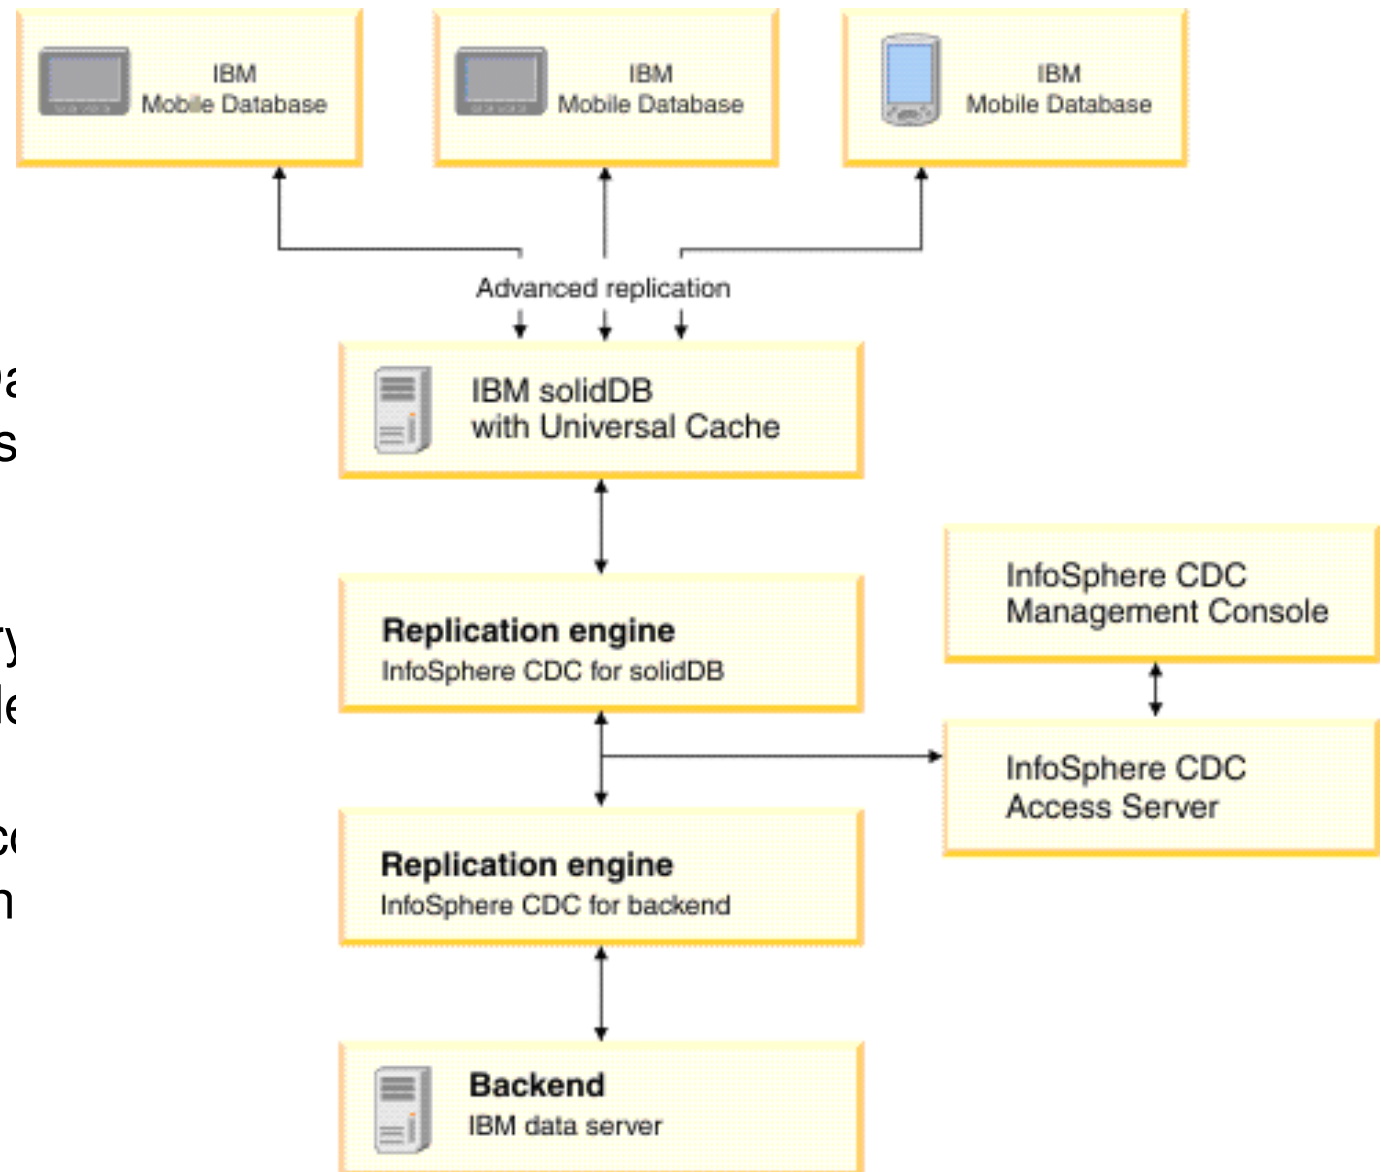 IBM
Mobile Database
IBM
Mobile Database
IBM
Mobile Database
Advanced replication
IBM solidDB
with Universal Cache
Replication engine
InfoSphere CDC for solidDB
InfoSphere CDC
Management Console
InfoSphere CDC
Access Server
Replication engine
InfoSphere CDC for backend
Backend
IBM data server